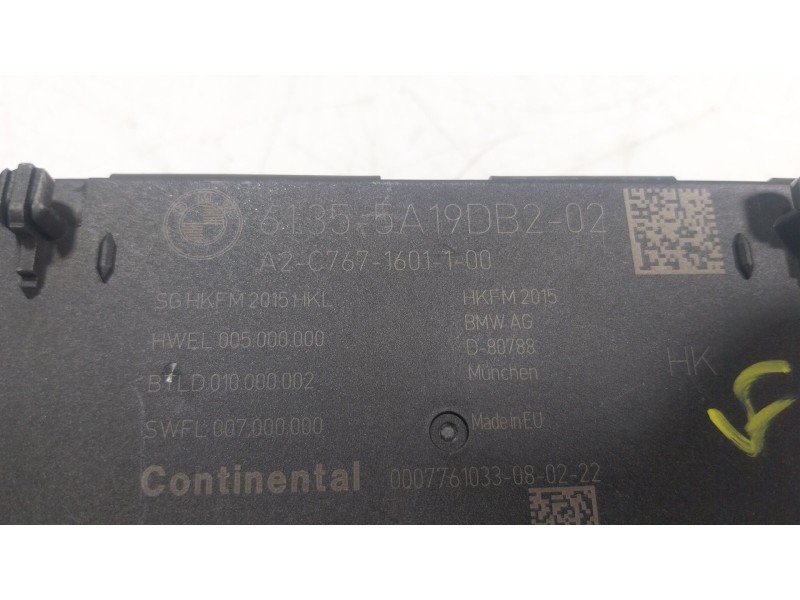 6135-5A19DB2-02
A2-C767-1601-1-00
SG HKFM 2015 HKL
HWEL 005.000.000
BTLD 010.000.002
SWFL 007.000.000
HKFM 2015
BMW AG
D-80788
München
Made in EU
HK
Continental
0007761033-08-02-22